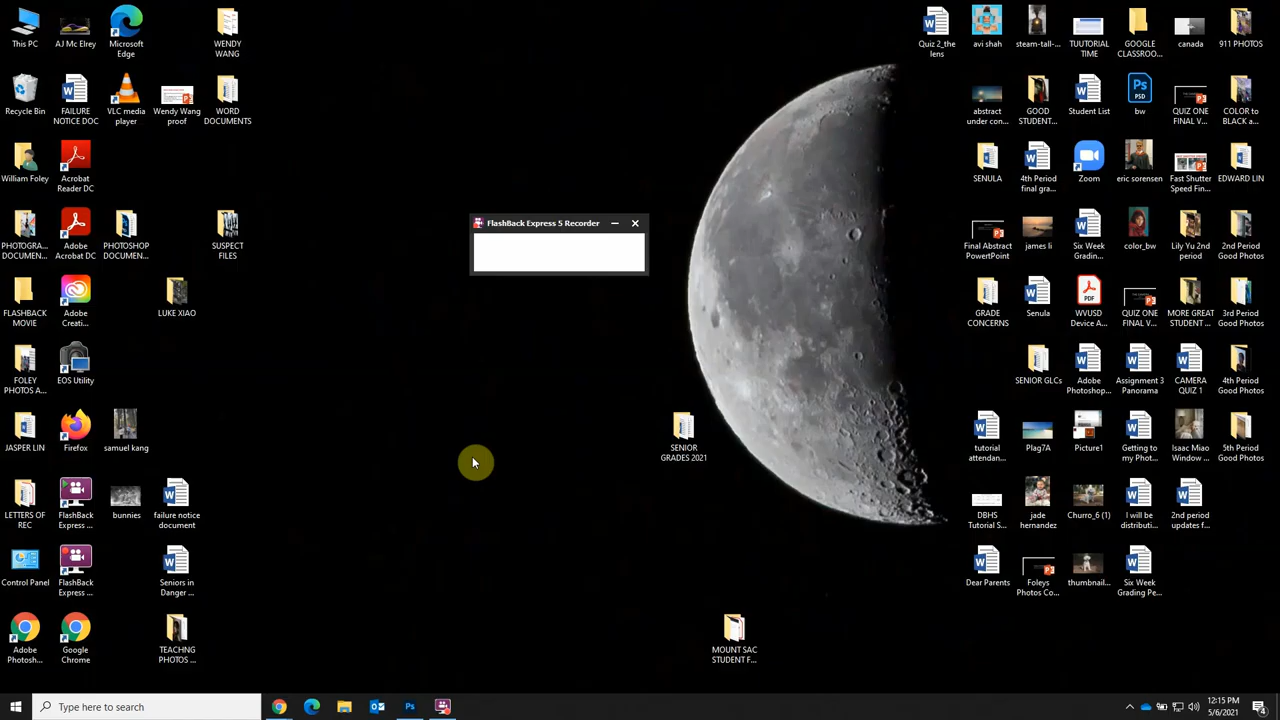 This PC
AJ Mc Elrey
Microsoft
Edge
WENDY
WANG
Recycle Bin
FAILURE
NOTICE DOC
VLC media
player
Wendy Wang
proof
WORD
DOCUMENTS
William Foley
Acrobat
Reader DC
PHOTOGRA...
DOCUMEN...
Adobe
Acrobat DC
PHOTOSHOP
DOCUMEN...
SUSPECT
FILES
FLASHBACK
MOVIE
Adobe
Creati...
LUKE XIAO
FOLEY
PHOTOS A...
EOS Utility
JASPER LIN
Firefox
samuel kang
LETTERS OF
REC
FlashBack
Express ...
bunnies
failure notice
document
Control Panel
FlashBack
Express ...
Seniors in
Danger ...
Adobe
Photosh...
Google
Chrome
TEACHNG
PHOTOS ...
FlashBack Express 5 Recorder
SENIOR
GRADES 2021
MOUNT SAC
STUDENT F...
Quiz 2_the
lens
avi shah
steam-tall-...
TUUTORIAL
TIME
GOOGLE
CLASSROO...
canada
911 PHOTOS
abstract
under con...
GOOD
STUDENT...
Student List
Ps
PSD
bw
QUIZ ONE
FINAL V...
COLOR to
BLACK a...
SENULA
4th Period
final gra...
Zoom
eric sorensen
Fast Shutter
Speed Fin...
EDWARD LIN
Final Abstract
PowerPoint
james li
Six Week
Gradin...
color_bw
Lily Yu 2nd
period
2nd Period
Good Photos
GRADE
CONCERNS
Senula
PDF
WVUSD
Device A...
QUIZ ONE
FINAL V...
MORE GREAT
STUDENT ...
3rd Period
Good Photos
SENIOR GLCs
Adobe
Photoshop...
Assignment 3
Panorama
CAMERA
QUIZ 1
4th Period
Good Photos
tutorial
attendan...
Plag7A
Picture1
Getting to
my Phot...
Isaac Miao
Window ...
5th Period
Good Photos
DBHS
Tutorial S...
jade
hernandez
Churro_6 (1)
I will be
distributi...
2nd period
updates f...
Dear Parents
Foleys
Photos Co...
thumbnail...
Six Week
Grading Pe...
Type here to search
Ps
12:15 PM
5/6/2021
4